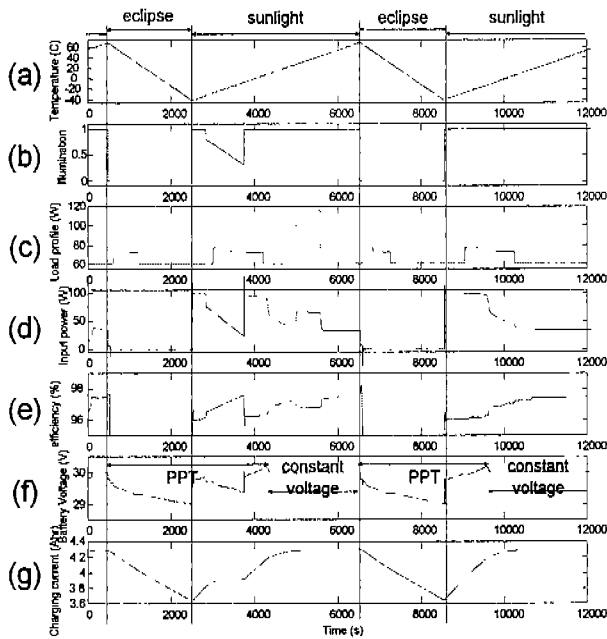 eclipse sunlight eclipse sunlight
(a)
Temperature (C)
60
40
20
0
-20
-40
0 2000 4000 6000 8000 10000 12000
(b)
Illumination
1
0.5
0
0 2000 4000 6000 8000 10000 12000
(c)
Load profile (W)
120
100
80
60
0 2000 4000 6000 8000 10000 12000
(d)
Input power (W)
100
50
0
0 2000 4000 6000 8000 10000 12000
(e)
efficiency (%)
98
96
0 2000 4000 6000 8000 10000 12000
(f)
Battery Voltage (V)
30
29
PPT constant voltage PPT constant voltage
0 2000 4000 6000 8000 10000 12000
(g)
Charging current (Ahr)
4.4
4.2
4
3.8
3.6
0 2000 4000 6000 8000 10000 12000
Time (s)